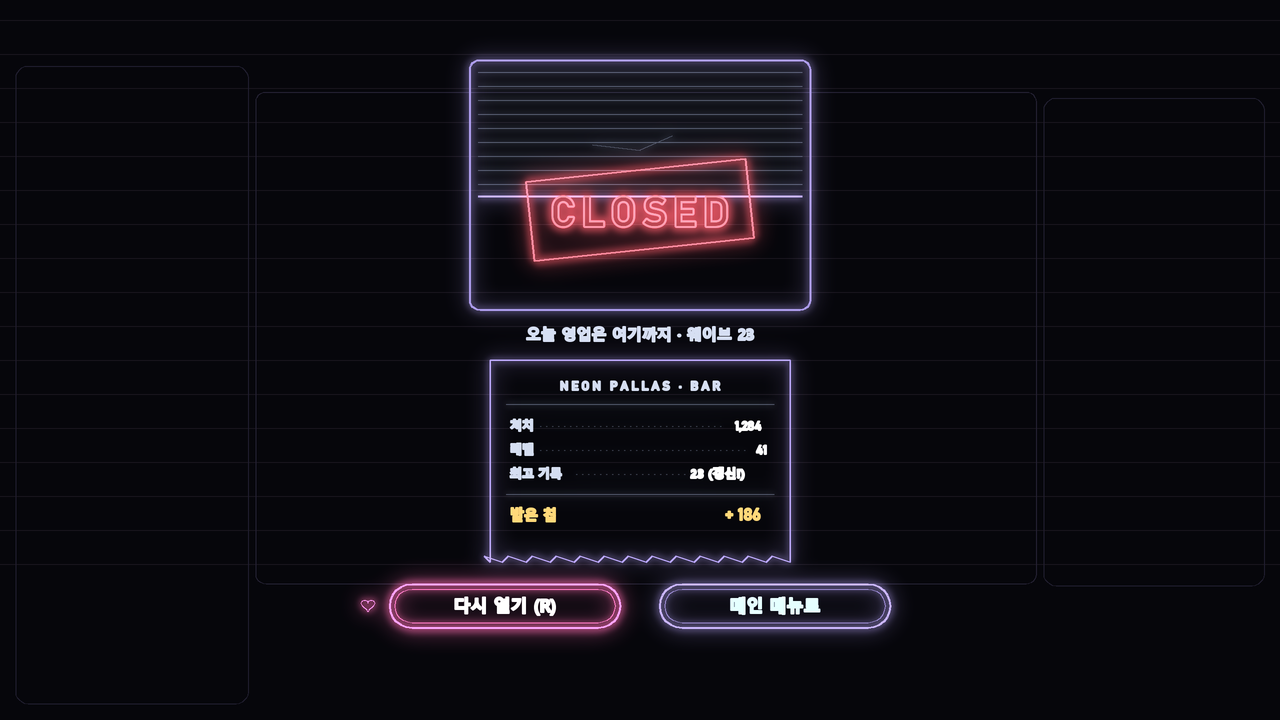 CLOSED
오늘 영업은 여기까지 · 웨이브 23
NEON PALLAS · BAR
처치 1,284
레벨 41
최고 기록 23 (갱신!)
받은 칩 + 186
다시 열기 (R)
메인 메뉴로